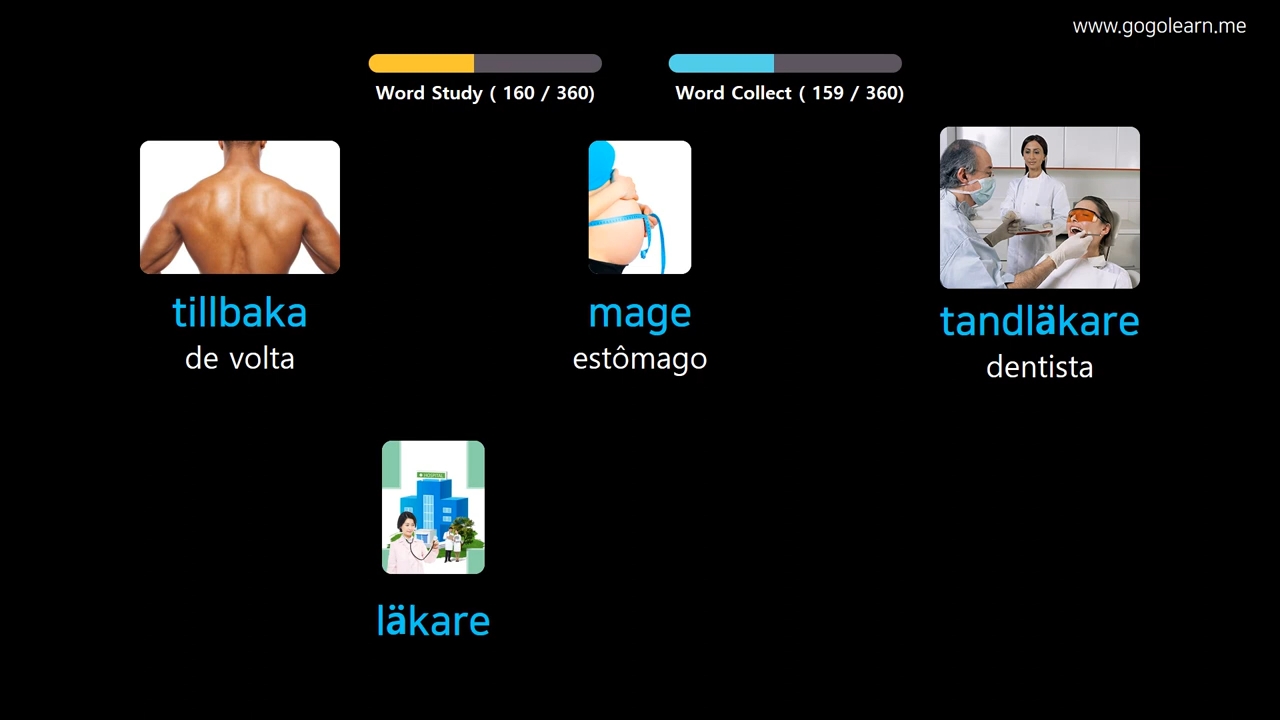 www.gogolearn.me
Word Study ( 160 / 360)
Word Collect ( 159 / 360)
tillbaka
de volta
mage
estômago
tandläkare
dentista
HOSPITAL
läkare